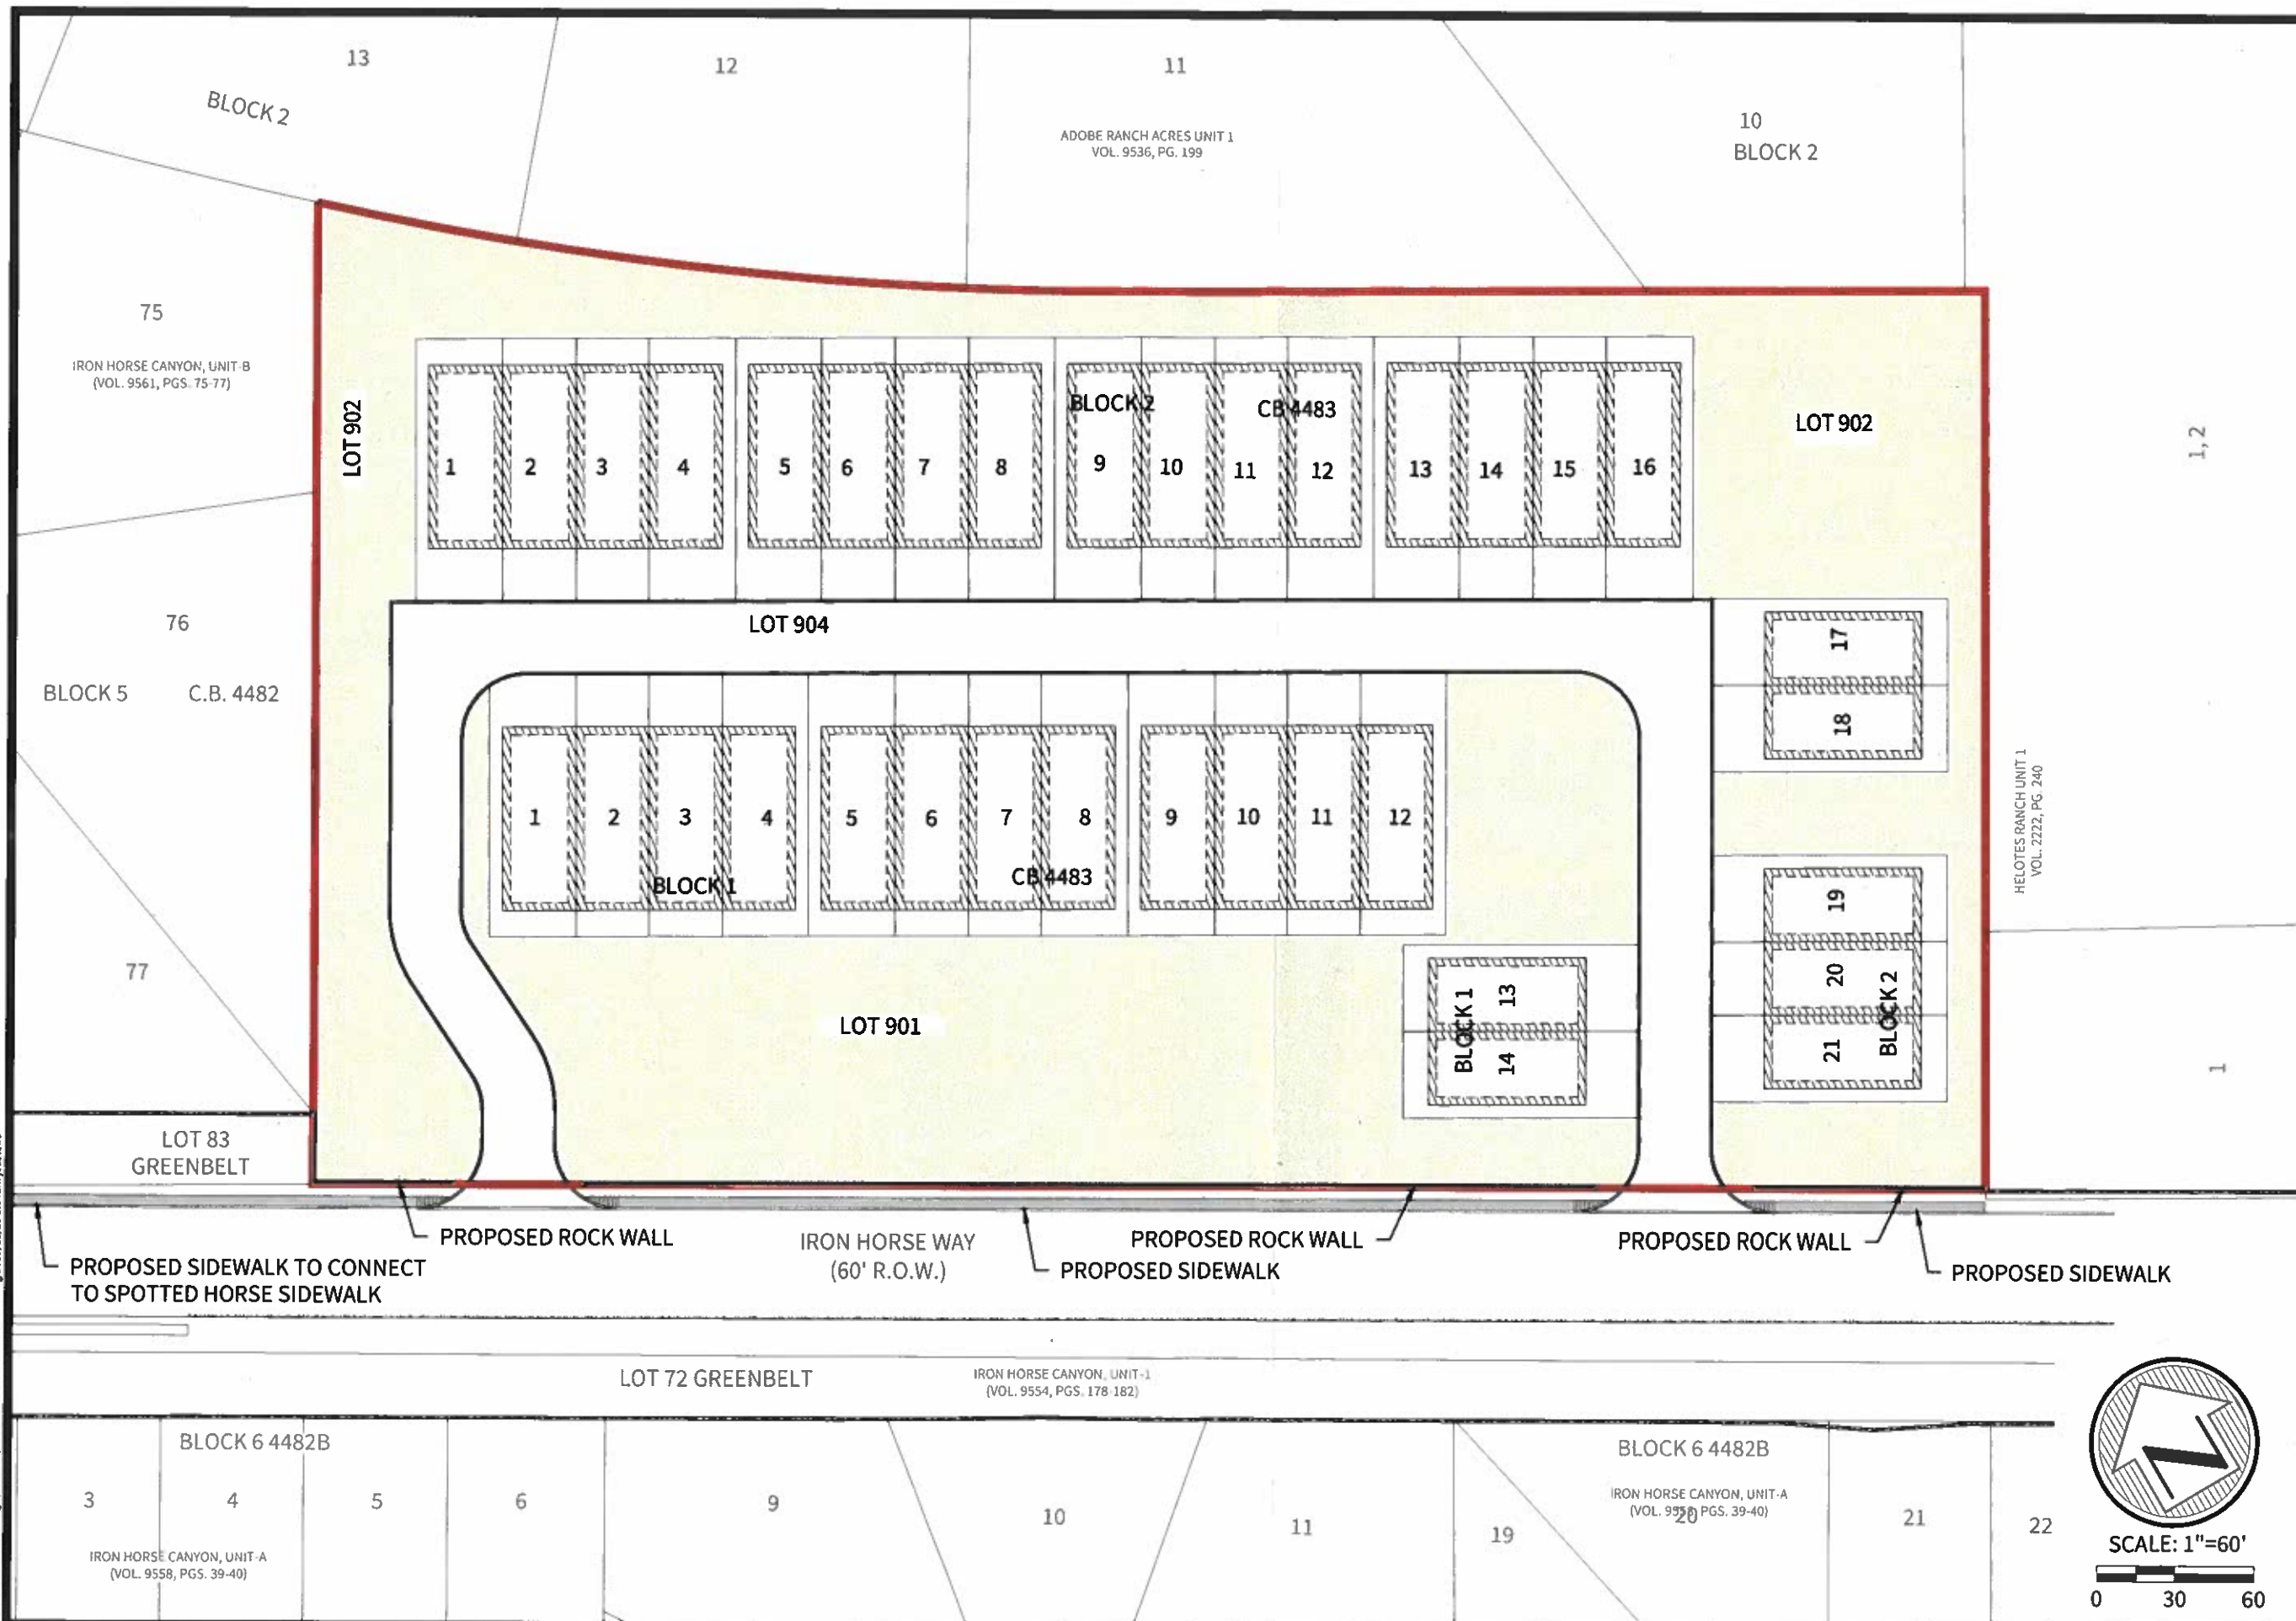 13
12
11
BLOCK 2
ADOBE RANCH ACRES UNIT 1
VOL. 9536, PG. 199
10
BLOCK 2
75
IRON HORSE CANYON, UNIT-B
(VOL. 9561, PGS. 75-77)
LOT 902
BLOCK 2
CB 4483
LOT 902
1
2
3
4
5
6
7
8
9
10
11
12
13
14
15
16
1, 2
76
LOT 904
17
18
BLOCK 5
C.B. 4482
1
2
3
4
5
6
7
8
9
10
11
12
BLOCK 1
CB 4483
HELOTES RANCH UNIT 1
VOL. 2222, PG. 240
19
20
21
BLOCK 2
77
LOT 901
BLOCK 1
13
14
1
LOT 83
GREENBELT
PROPOSED ROCK WALL
PROPOSED SIDEWALK TO CONNECT
TO SPOTTED HORSE SIDEWALK
IRON HORSE WAY
(60' R.O.W.)
PROPOSED ROCK WALL
PROPOSED SIDEWALK
PROPOSED ROCK WALL
PROPOSED SIDEWALK
LOT 72 GREENBELT
IRON HORSE CANYON, UNIT-1
(VOL. 9554, PGS. 178-182)
BLOCK 6 4482B
BLOCK 6 4482B
3
4
5
6
9
10
11
19
IRON HORSE CANYON, UNIT-A
(VOL. 9558, PGS. 39-40)
20
21
22
IRON HORSE CANYON, UNIT-A
(VOL. 9558, PGS. 39-40)
N
SCALE: 1"=60'
0
30
60